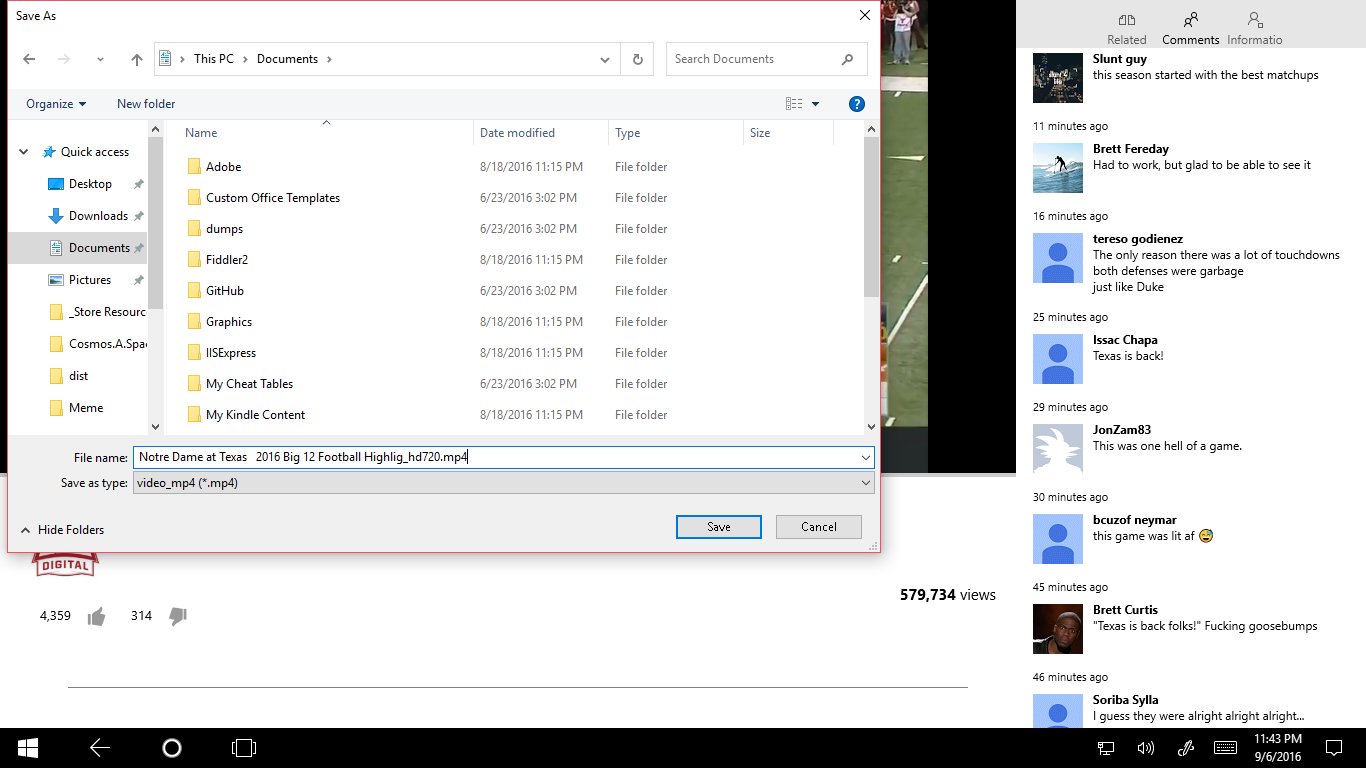 Save As
This PC > Documents >
Search Documents
Organize
New folder
Quick access
Desktop
Downloads
Documents
Pictures
_Store Resourc
Cosmos.A.Spa
dist
Meme
Name Date modified Type Size
Adobe 8/18/2016 11:15 PM File folder
Custom Office Templates 6/23/2016 3:02 PM File folder
dumps 6/23/2016 3:02 PM File folder
Fiddler2 8/18/2016 11:15 PM File folder
GitHub 6/23/2016 3:02 PM File folder
Graphics 8/18/2016 11:15 PM File folder
IISExpress 8/18/2016 11:15 PM File folder
My Cheat Tables 6/23/2016 3:02 PM File folder
My Kindle Content 8/18/2016 11:15 PM File folder
File name: Notre Dame at Texas   2016 Big 12 Football Highlig_hd720.mp4
Save as type: video_mp4 (*.mp4)
Hide Folders
Save
Cancel
DIGITAL
579,734 views
4,359
314
Related Comments Informatio
Slunt guy
this season started with the best matchups
11 minutes ago
Brett Fereday
Had to work, but glad to be able to see it
16 minutes ago
tereso godienez
The only reason there was a lot of touchdowns
both defenses were garbage
just like Duke
25 minutes ago
Issac Chapa
Texas is back!
29 minutes ago
JonZam83
This was one hell of a game.
30 minutes ago
bcuzof neymar
this game was lit af 😅
45 minutes ago
Brett Curtis
"Texas is back folks!" Fucking goosebumps
46 minutes ago
Soriba Sylla
I guess they were alright alright alright...
11:43 PM
9/6/2016